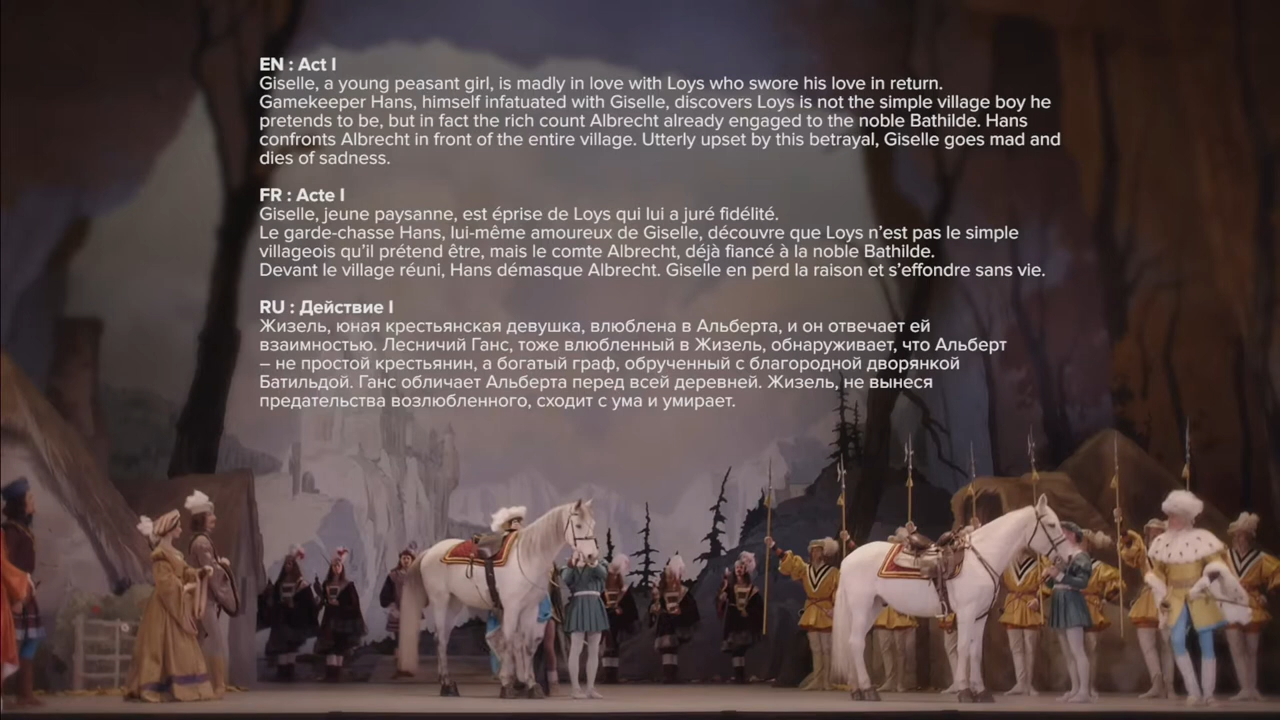 EN : Act I
Giselle, a young peasant girl, is madly in love with Loys who swore his love in return.
Gamekeeper Hans, himself infatuated with Giselle, discovers Loys is not the simple village boy he
pretends to be, but in fact the rich count Albrecht already engaged to the noble Bathilde. Hans
confronts Albrecht in front of the entire village. Utterly upset by this betrayal, Giselle goes mad and
dies of sadness.
FR : Acte I
Giselle, jeune paysanne, est éprise de Loys qui lui a juré fidélité.
Le garde-chasse Hans, lui-même amoureux de Giselle, découvre que Loys n’est pas le simple
villageois qu’il prétend être, mais le comte Albrecht, déjà fiancé à la noble Bathilde.
Devant le village réuni, Hans démasque Albrecht. Giselle en perd la raison et s’effondre sans vie.
RU : Действие I
Жизель, юная крестьянская девушка, влюблена в Альберта, и он отвечает ей
взаимностью. Лесничий Ганс, тоже влюбленный в Жизель, обнаруживает, что Альберт
– не простой крестьянин, а богатый граф, обрученный с благородной дворянкой
Батильдой. Ганс обличает Альберта перед всей деревней. Жизель, не вынеся
предательства возлюбленного, сходит с ума и умирает.